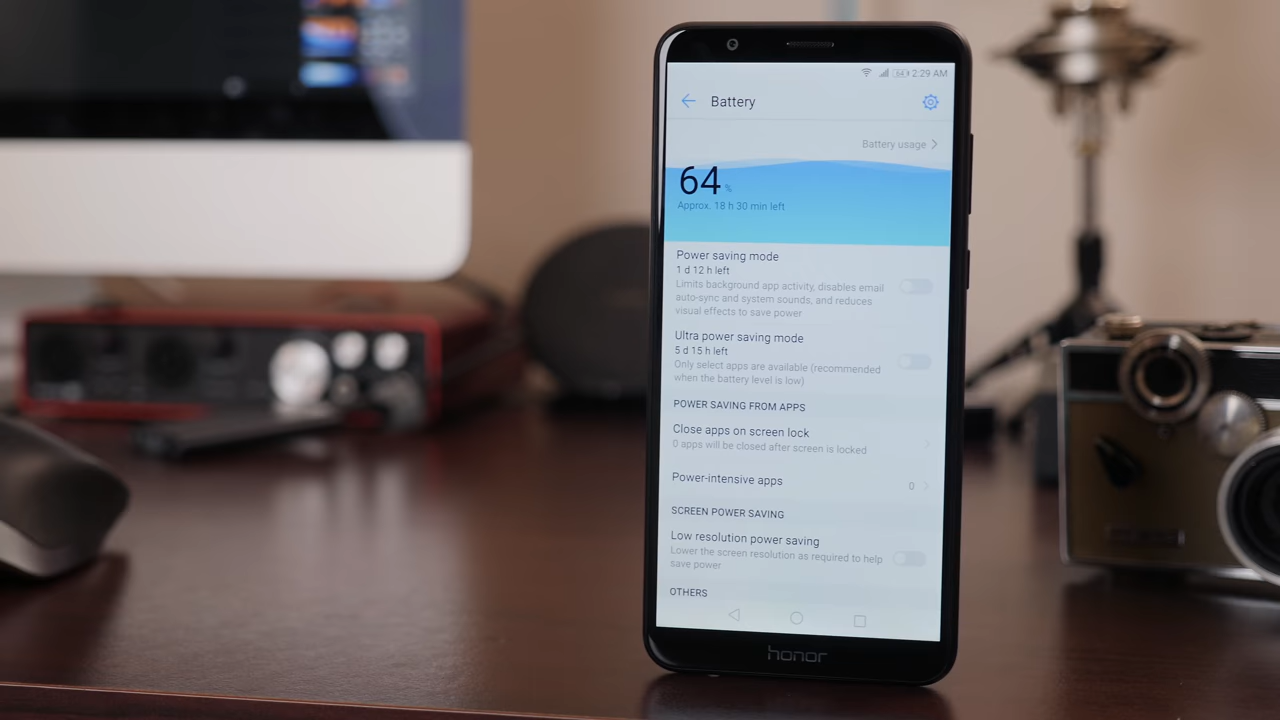 64 2:29 AM
Battery
Battery usage
64 %
Approx. 18 h 30 min left
Power saving mode
1 d 12 h left
Limits background app activity, disables email
auto-sync and system sounds, and reduces
visual effects to save power
Ultra power saving mode
5 d 15 h left
Only select apps are available (recommended
when the battery level is low)
POWER SAVING FROM APPS
Close apps on screen lock
0 apps will be closed after screen is locked
Power-intensive apps
0
SCREEN POWER SAVING
Low resolution power saving
Lower the screen resolution as required to help
save power
OTHERS
honor